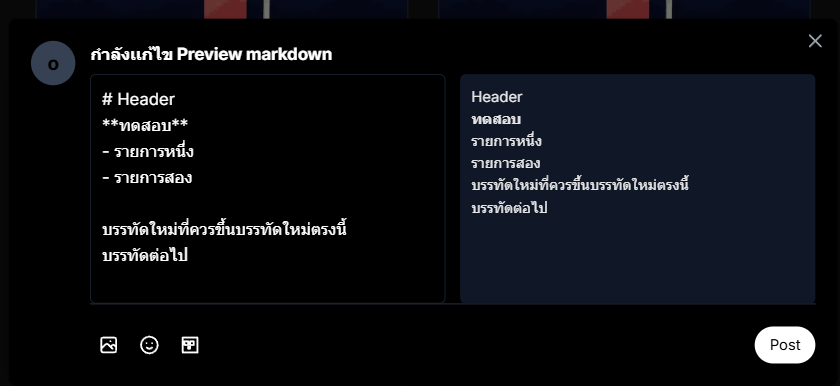 o
กำลังแก้ไข Preview markdown
# Header
**ทดสอบ**
- รายการหนึ่ง
- รายการสอง
บรรทัดใหม่ที่ควรขึ้นบรรทัดใหม่ตรงนี้
บรรทัดต่อไป
Header
ทดสอบ
รายการหนึ่ง
รายการสอง
บรรทัดใหม่ที่ควรขึ้นบรรทัดใหม่ตรงนี้
บรรทัดต่อไป
Post